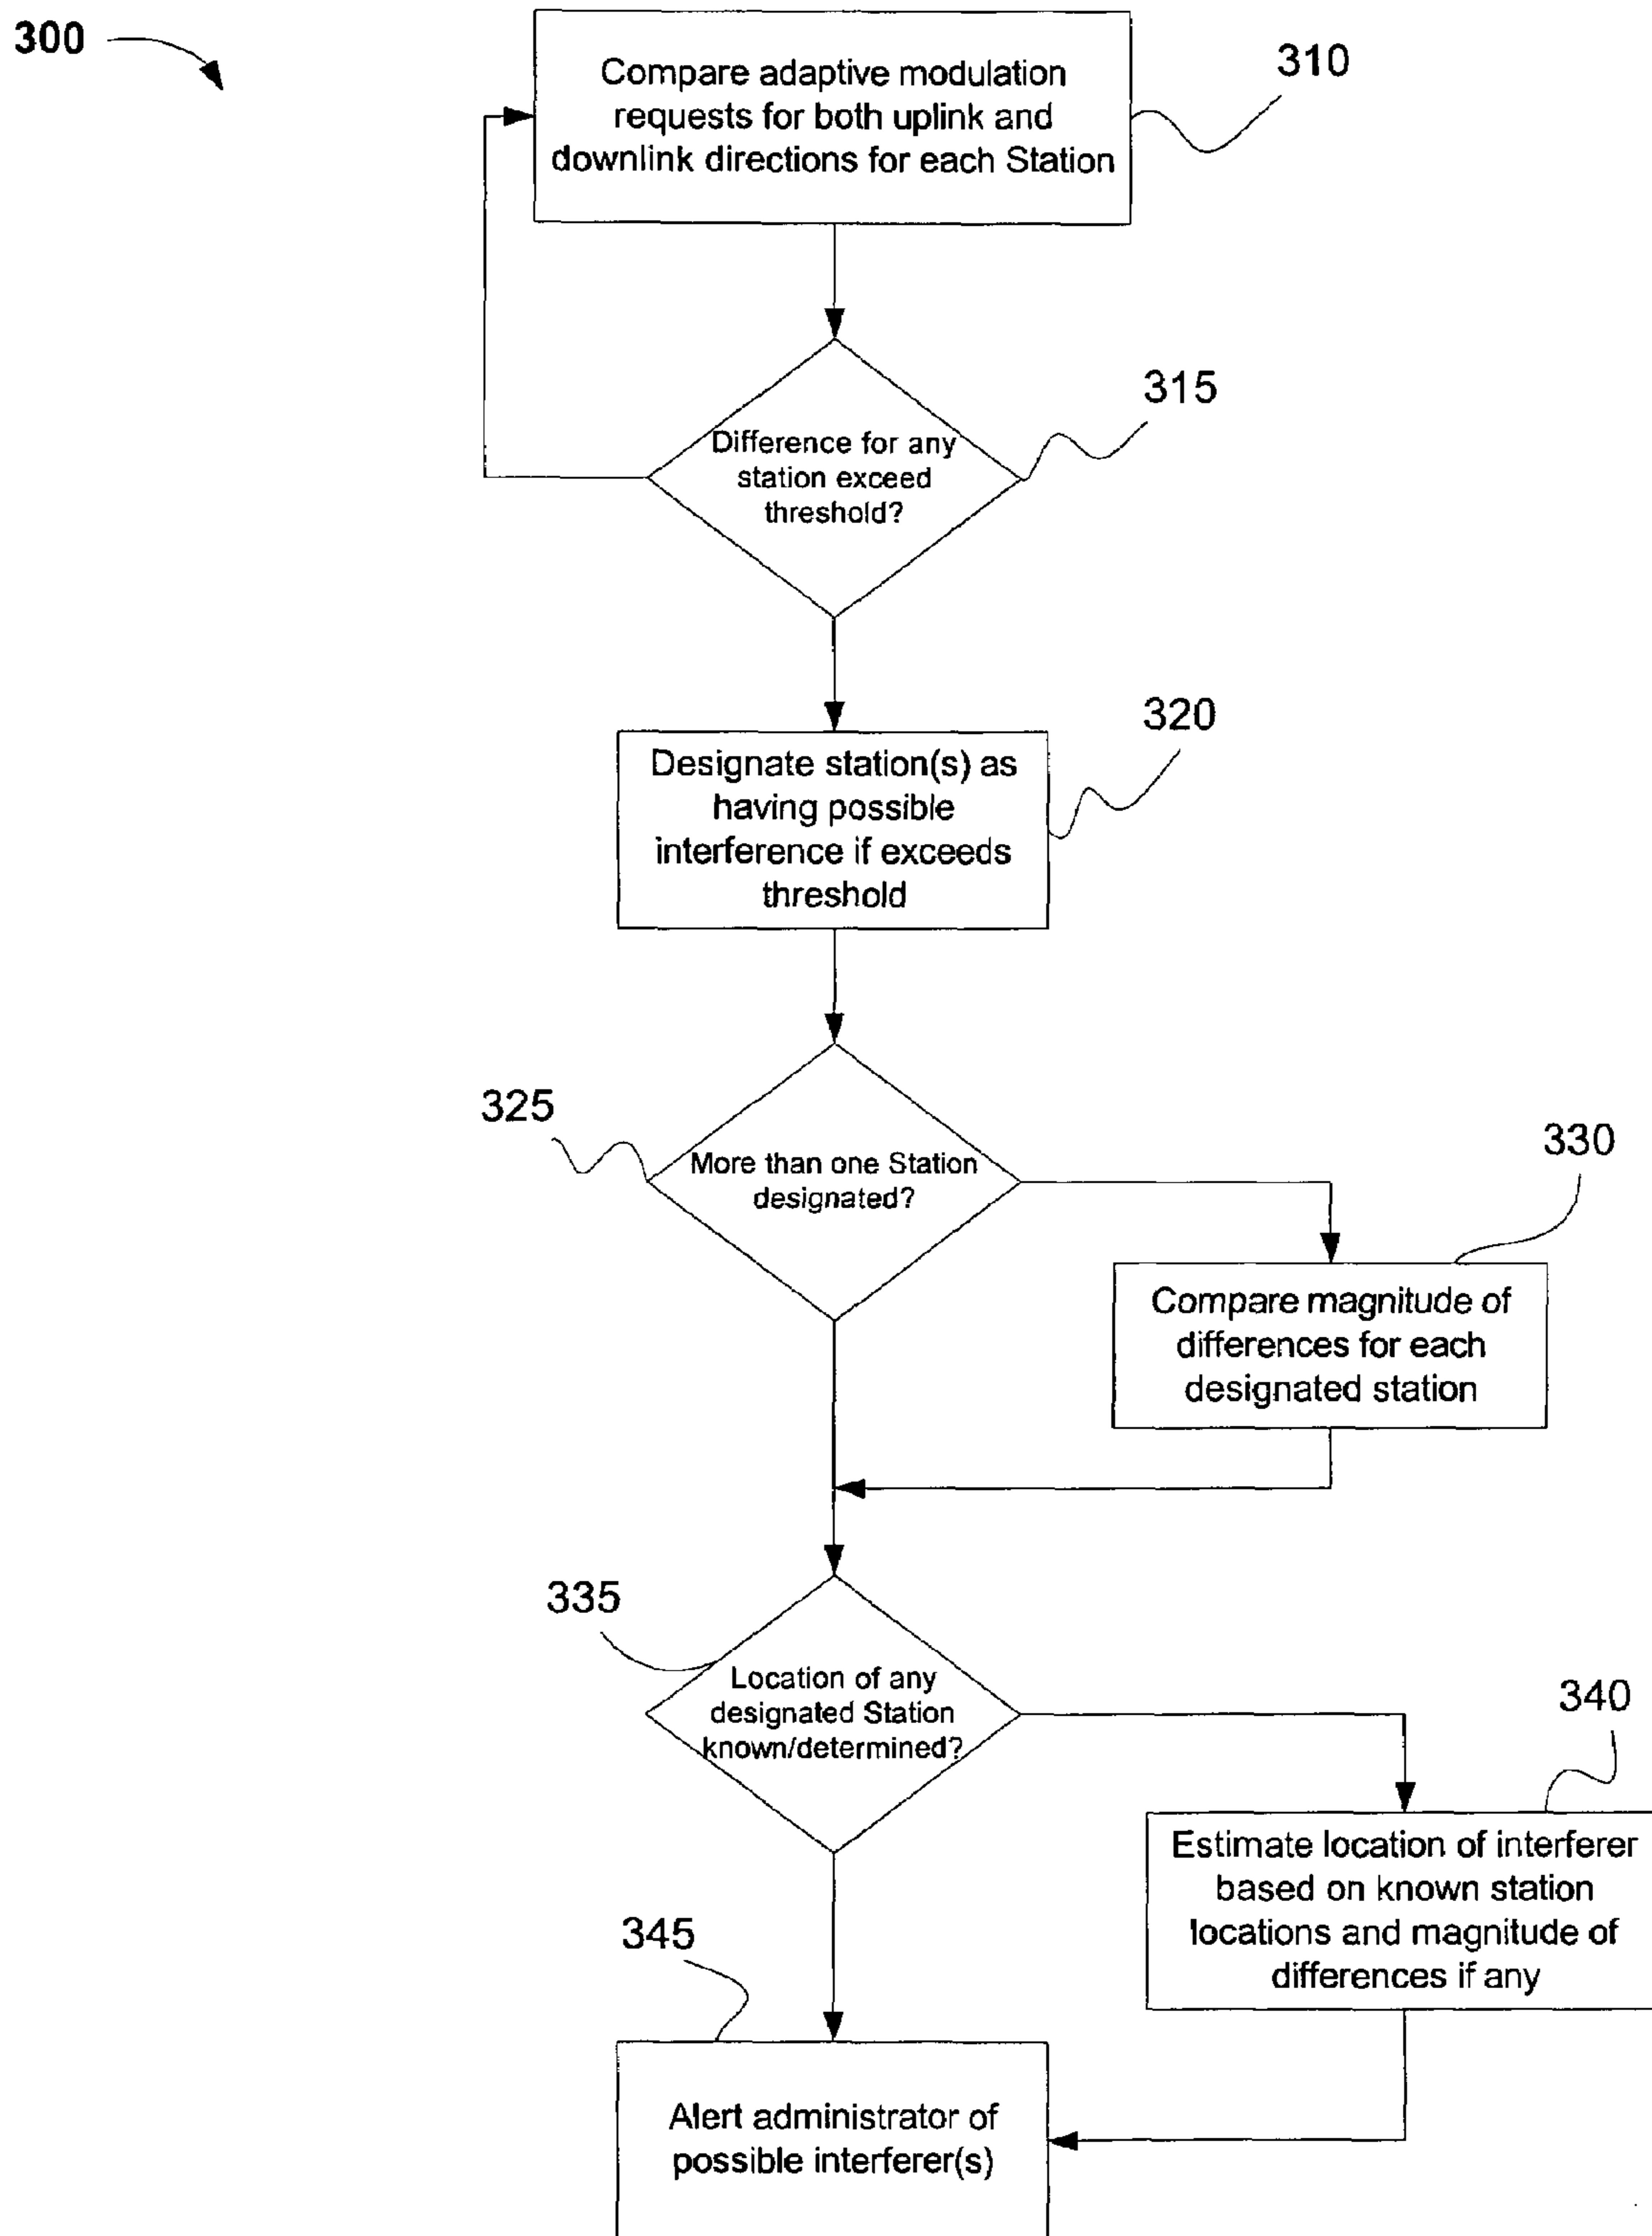 300
310
Compare adaptive modulation
requests for both uplink and
downlink directions for each Station
315
Difference for any
station exceed
threshold?
320
Designate station(s) as
having possible
interference if exceeds
threshold
325
More than one Station
designated?
330
Compare magnitude of
differences for each
designated station
335
Location of any
designated Station
known/determined?
340
Estimate location of interferer
based on known station
locations and magnitude of
differences if any
345
Alert administrator of
possible interferer(s)